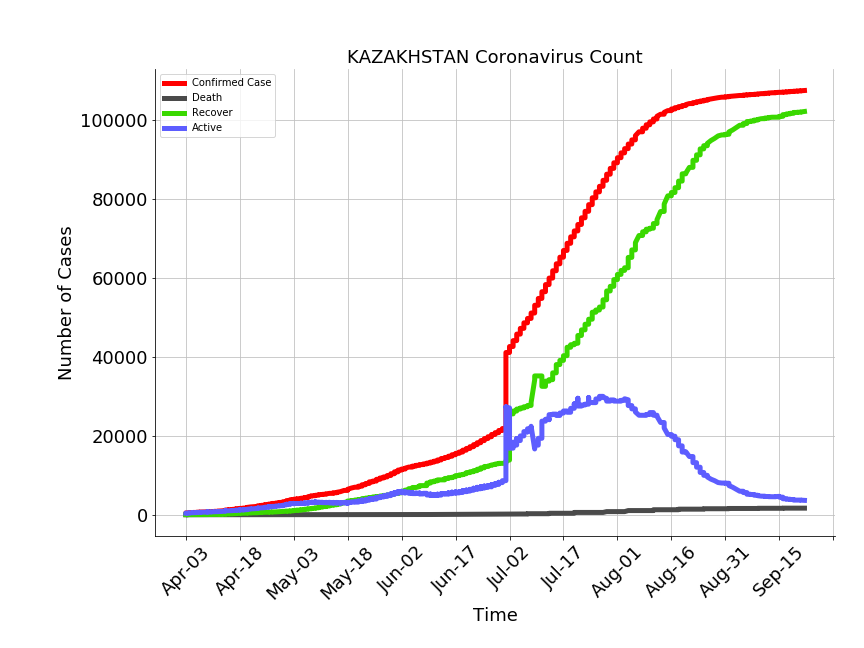 KAZAKHSTAN Coronavirus Count
Confirmed Case
Death
Recover
Active
Number of Cases
100000
80000
60000
40000
20000
0
Apr-03
Apr-18
May-03
May-18
Jun-02
Jun-17
Jul-02
Jul-17
Aug-01
Aug-16
Aug-31
Sep-15
Time